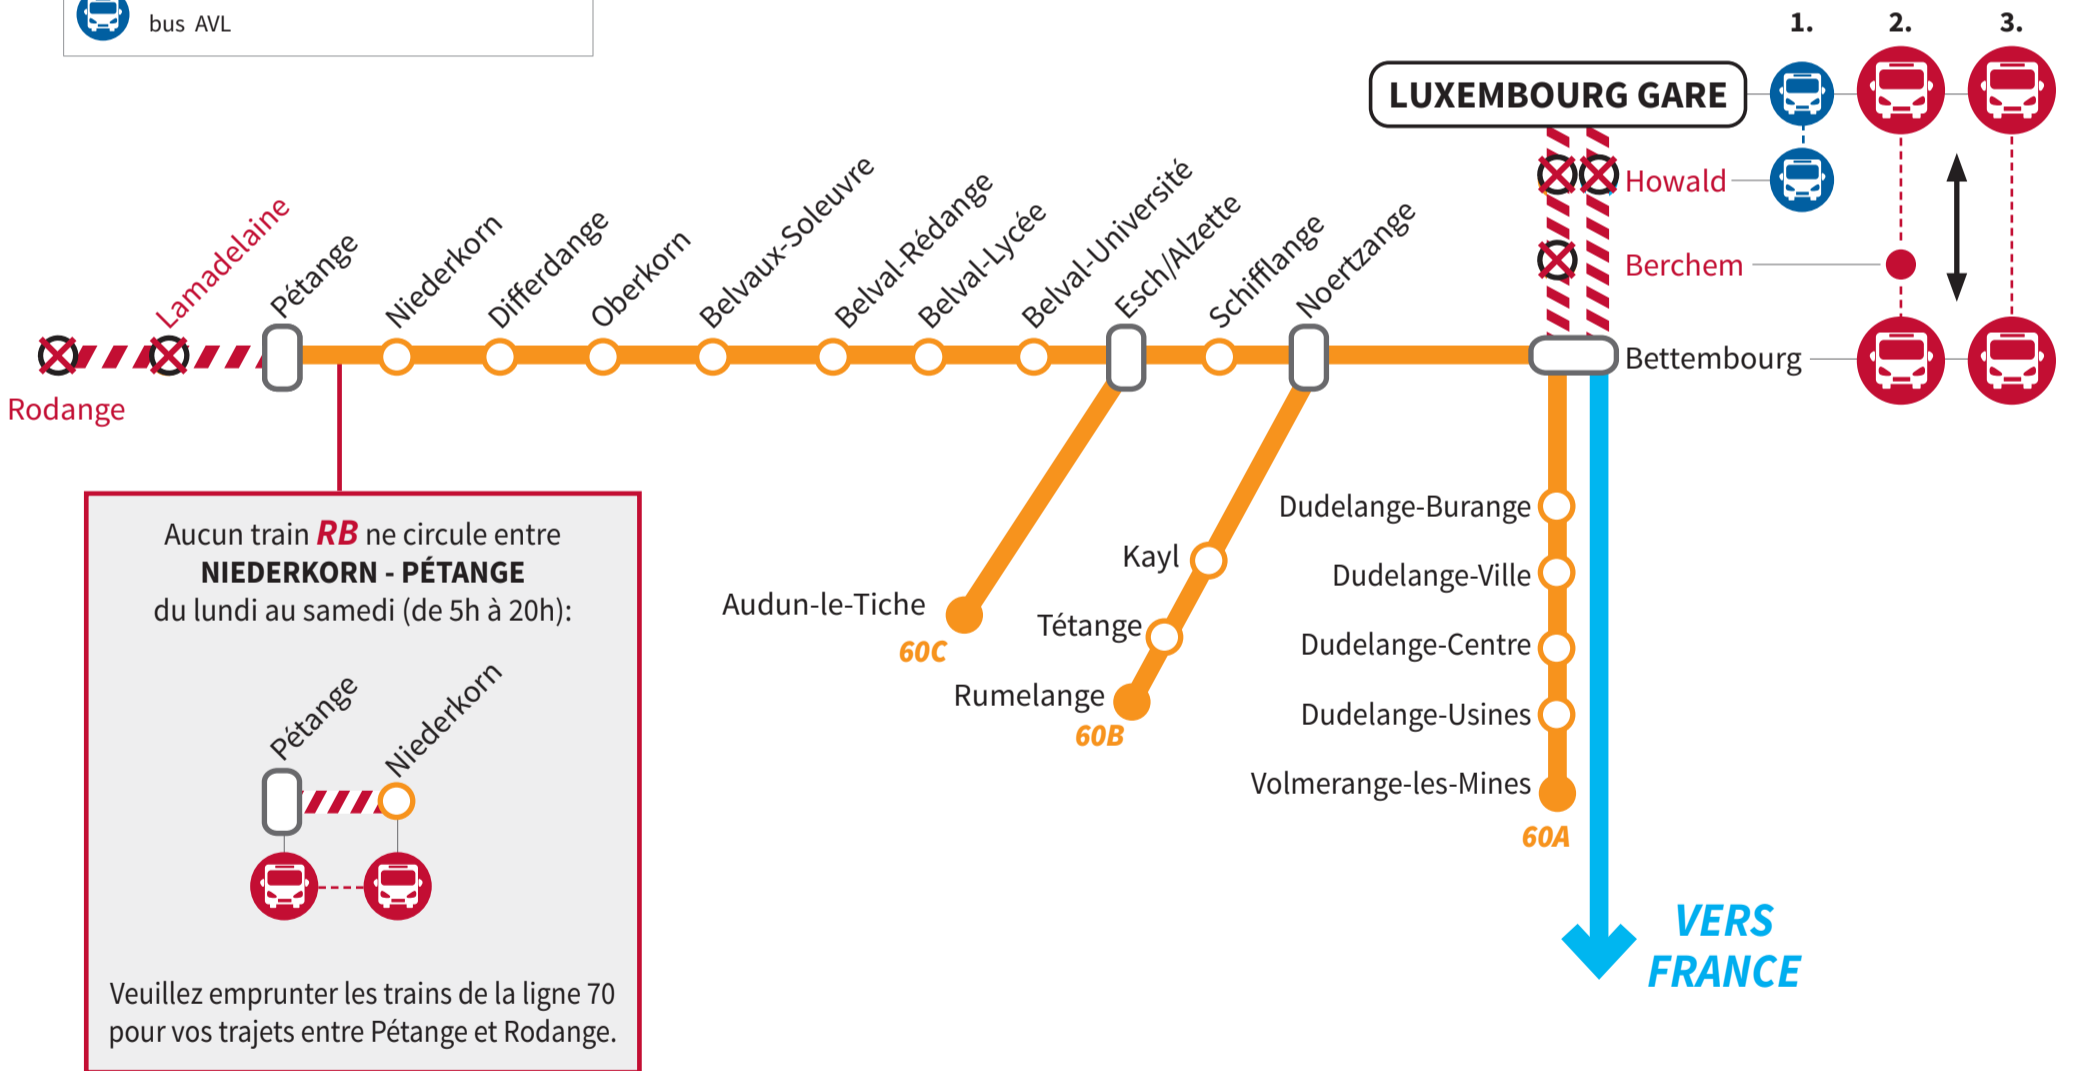 bus AVL
1.
2.
3.
LUXEMBOURG GARE
Howald
Berchem
Bettembourg
Rodange
Lamadelaine
Pétange
Niederkorn
Differdange
Oberkorn
Belvaux-Soleuvre
Belval-Rédange
Belval-Lycée
Belval-Université
Esch/Alzette
Schifflange
Noertzange
Audun-le-Tiche
60C
Kayl
Tétange
Rumelange
60B
Dudelange-Burange
Dudelange-Ville
Dudelange-Centre
Dudelange-Usines
Volmerange-les-Mines
60A
VERS
FRANCE
Aucun train RB ne circule entre
NIEDERKORN - PÉTANGE
du lundi au samedi (de 5h à 20h):
Pétange
Niederkorn
Veuillez emprunter les trains de la ligne 70
pour vos trajets entre Pétange et Rodange.